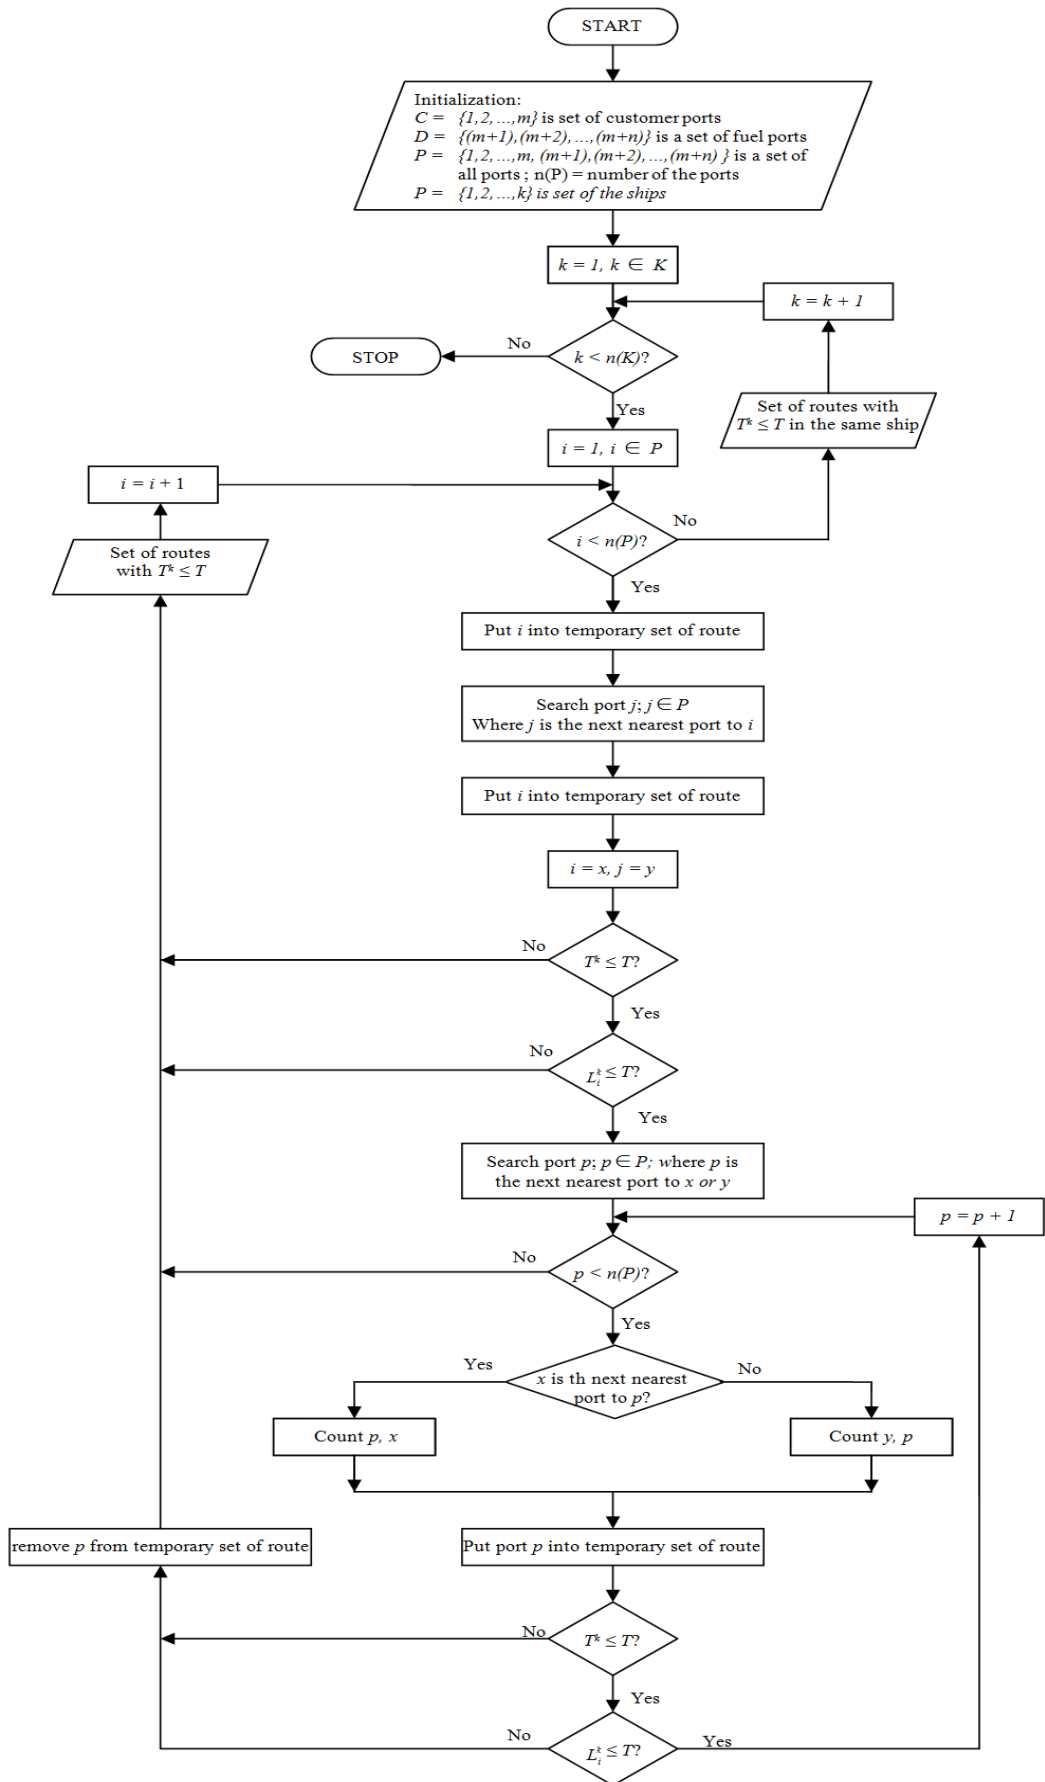 START
Initialization:
C = {1,2, ...,m} is set of customer ports
D = {(m+1),(m+2), ...,(m+n)} is a set of fuel ports
P = {1,2, ...,m, (m+1),(m+2), ...,(m+n) } is a set of
all ports ; n(P) = number of the ports
P = {1,2, ...,k} is set of the ships
k = 1, k ∈ K
k = k + 1
No
STOP
k < n(K)?
Yes
Set of routes with
Tᵏ ≤ T in the same ship
i = 1, i ∈ P
i = i + 1
No
i < n(P)?
Set of routes
with Tᵏ ≤ T
Yes
Put i into temporary set of route
Search port j; j ∈ P
Where j is the next nearest port to i
Put i into temporary set of route
i = x, j = y
No
Tᵏ ≤ T?
Yes
No
Lᵢᵏ ≤ T?
Yes
Search port p; p ∈ P; where p is
the next nearest port to x or y
p = p + 1
No
p < n(P)?
Yes
Yes
No
x is th next nearest
port to p?
Count p, x
Count y, p
remove p from temporary set of route
Put port p into temporary set of route
No
Tᵏ ≤ T?
Yes
No
Yes
Lᵢᵏ ≤ T?